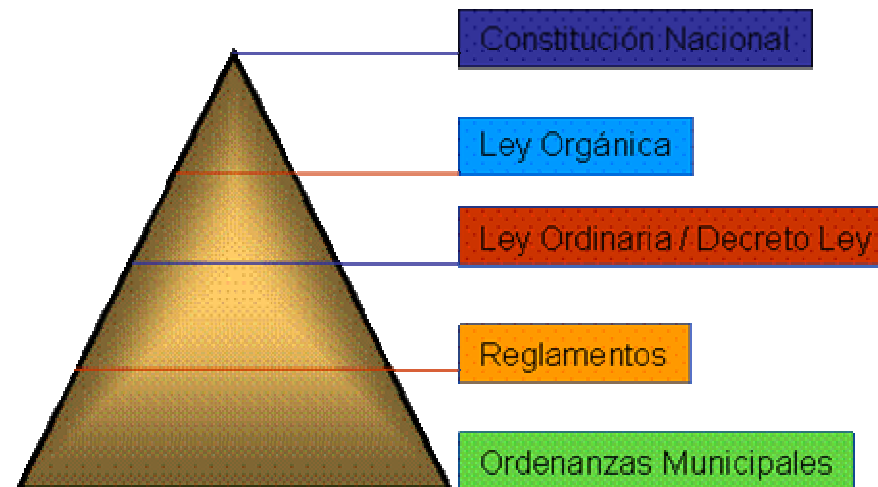 Constitución Nacional
Ley Orgánica
Ley Ordinaria / Decreto Ley
Reglamentos
Ordenanzas Municipales